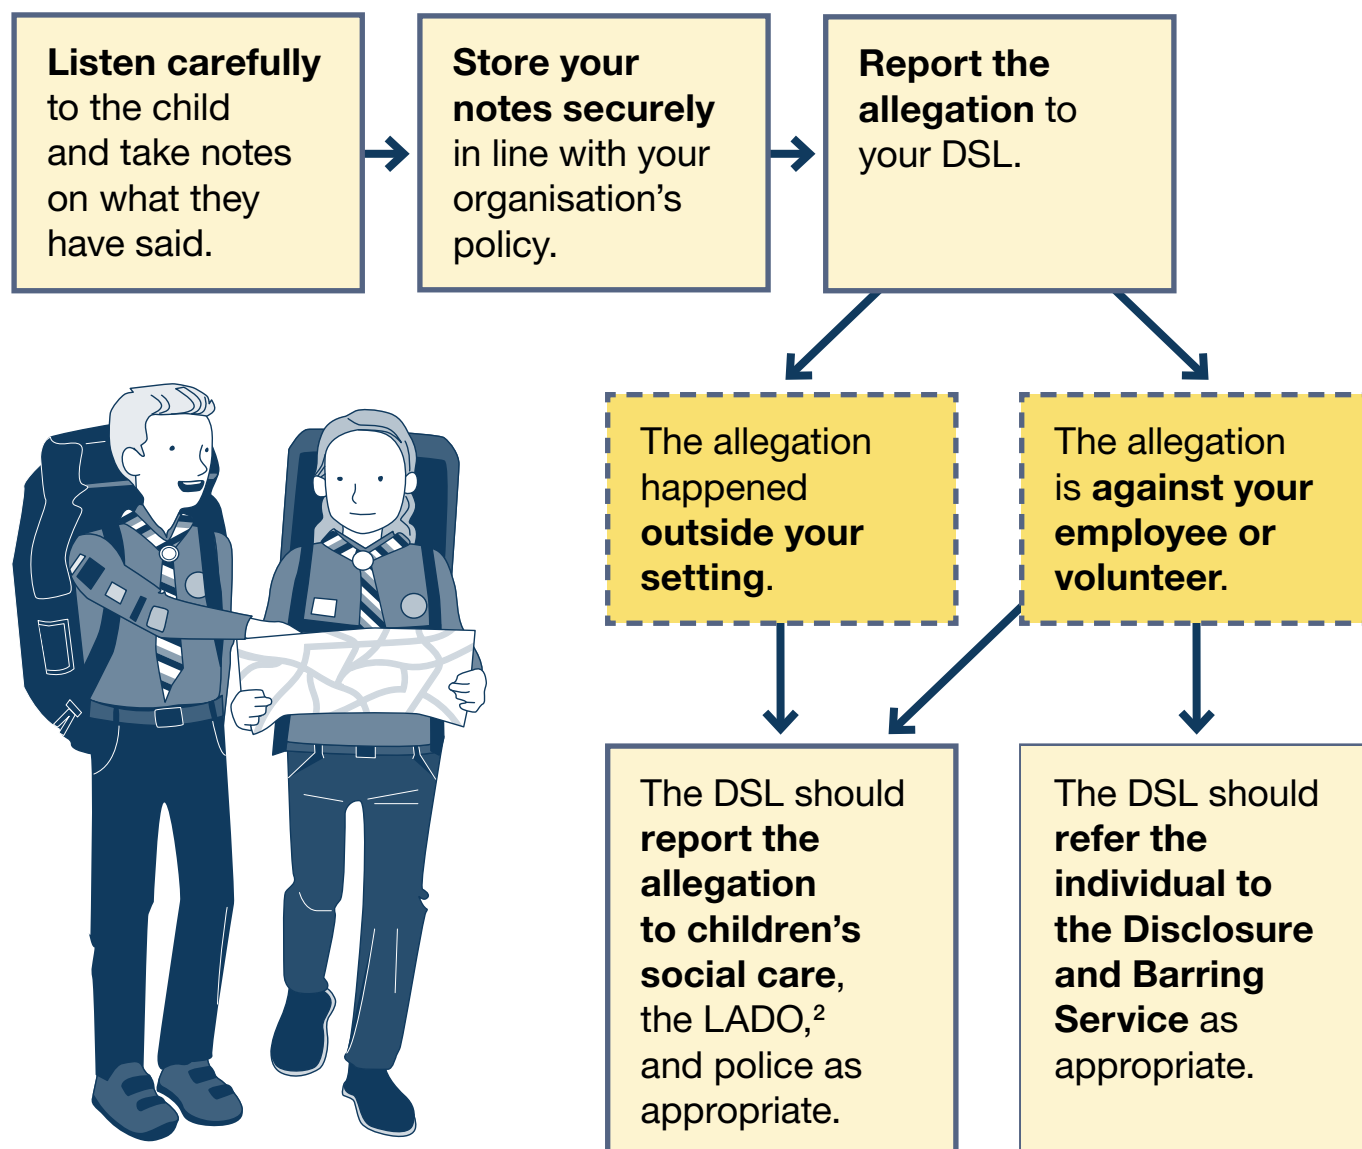 Listen carefully
to the child
and take notes
on what they
have said.
Store your
notes securely
in line with your
organisation’s
policy.
Report the
allegation to
your DSL.
The allegation
happened
outside your
setting.
The allegation
is against your
employee or
volunteer.
The DSL should
report the
allegation
to children’s
social care,
the LADO,²
and police as
appropriate.
The DSL should
refer the
individual to
the Disclosure
and Barring
Service as
appropriate.